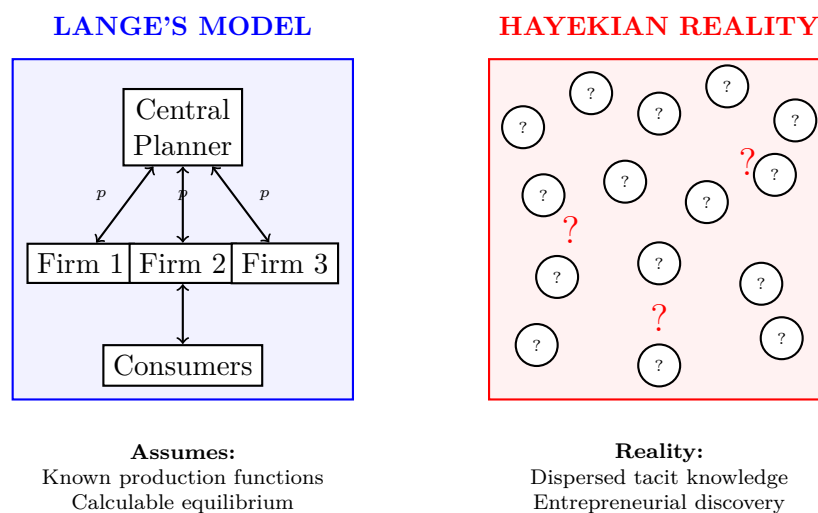 LANGE'S MODEL
Central
Planner
p p p
Firm 1 Firm 2 Firm 3
Consumers
Assumes:
Known production functions
Calculable equilibrium
HAYEKIAN REALITY
? ? ? ? ?
? ? ? ? ?
?
? ? ?
?
? ? ?
Reality:
Dispersed tacit knowledge
Entrepreneurial discovery